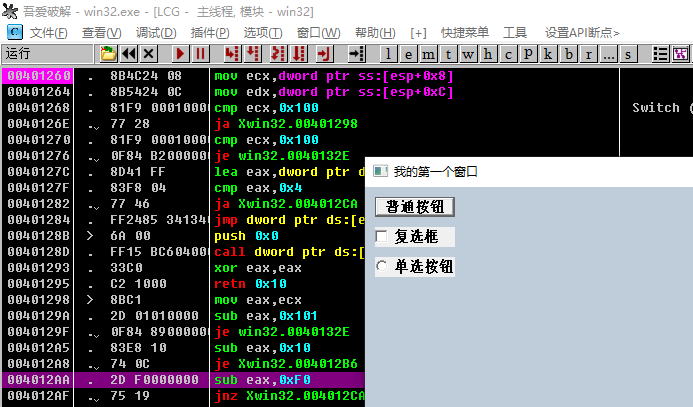 吾爱破解 - win32.exe - [LCG - 主线程, 模块 - win32]
C 文件(F) 查看(V) 调试(D) 插件(P) 选项(T) 窗口(W) 帮助(H) [+] 快捷菜单 工具 设置API断点>
运行 l e m t w h c p k b r ... s
00401260 . 8B4C24 08 mov ecx,dword ptr ss:[esp+0x8]
00401264 . 8B5424 0C mov edx,dword ptr ss:[esp+0xC]
00401268 . 81F9 00010000 cmp ecx,0x100 Switch (
0040126E . 77 28 ja Xwin32.00401298
00401270 . 81F9 00010000 cmp ecx,0x100
00401276 . 0F84 B2000000 je win32.0040132E
0040127C . 8D41 FF lea eax,dword ptr d
0040127F . 83F8 04 cmp eax,0x4
00401282 . 77 46 ja Xwin32.004012CA
00401284 . FF2485 341340 jmp dword ptr ds:[e
0040128B > 6A 00 push 0x0
0040128D . FF15 BC604000 call dword ptr ds:[
00401293 . 33C0 xor eax,eax
00401295 . C2 1000 retn 0x10
00401298 > 8BC1 mov eax,ecx
0040129A . 2D 01010000 sub eax,0x101
0040129F . 0F84 89000000 je win32.0040132E
004012A5 . 83E8 10 sub eax,0x10
004012A8 . 74 0C je Xwin32.004012B6
004012AA . 2D F0000000 sub eax,0xF0
004012AF . 75 19 jnz Xwin32.004012CA
我的第一个窗口
普通按钮
复选框
单选按钮